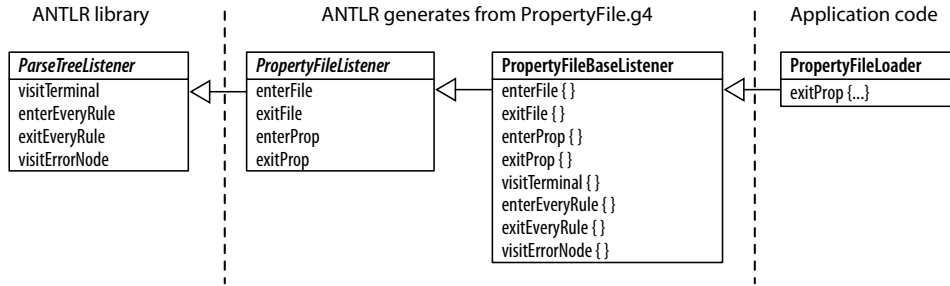 ANTLR library
ANTLR generates from PropertyFile.g4
Application code
ParseTreeListener
visitTerminal
enterEveryRule
exitEveryRule
visitErrorNode
PropertyFileListener
enterFile
exitFile
enterProp
exitProp
PropertyFileBaseListener
enterFile { }
exitFile { }
enterProp { }
exitProp { }
visitTerminal { }
enterEveryRule { }
exitEveryRule { }
visitErrorNode { }
PropertyFileLoader
exitProp {...}